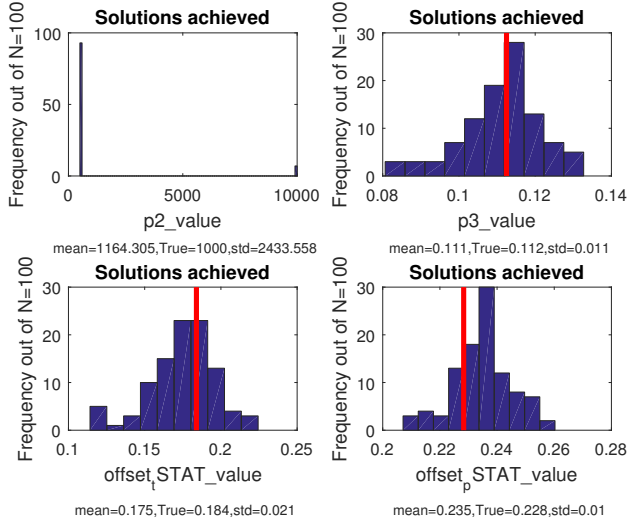 Solutions achieved
Frequency out of N=100
100
50
0
0
5000
10000
p2_value
mean=1164.305,True=1000,std=2433.558
Solutions achieved
Frequency out of N=100
30
20
10
0
0.08
0.1
0.12
0.14
p3_value
mean=0.111,True=0.112,std=0.011
Solutions achieved
Frequency out of N=100
30
20
10
0
0.1
0.15
0.2
0.25
offset_tSTAT_value
mean=0.175,True=0.184,std=0.021
Solutions achieved
Frequency out of N=100
30
20
10
0
0.2
0.22
0.24
0.26
0.28
offset_pSTAT_value
mean=0.235,True=0.228,std=0.01